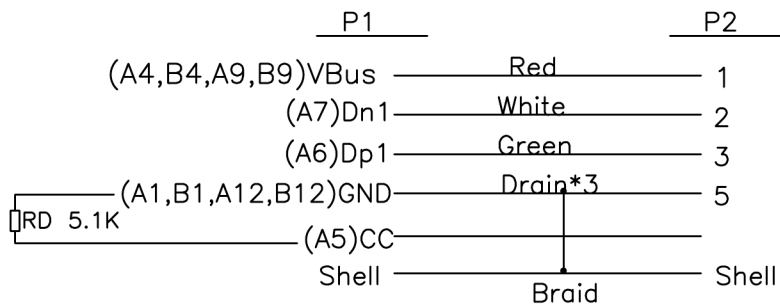 P1 P2
(A4,B4,A9,B9)VBus Red 1
(A7)Dn1 White 2
(A6)Dp1 Green 3
(A1,B1,A12,B12)GND Drain*3 5
RD 5.1K
(A5)CC
Shell Braid Shell